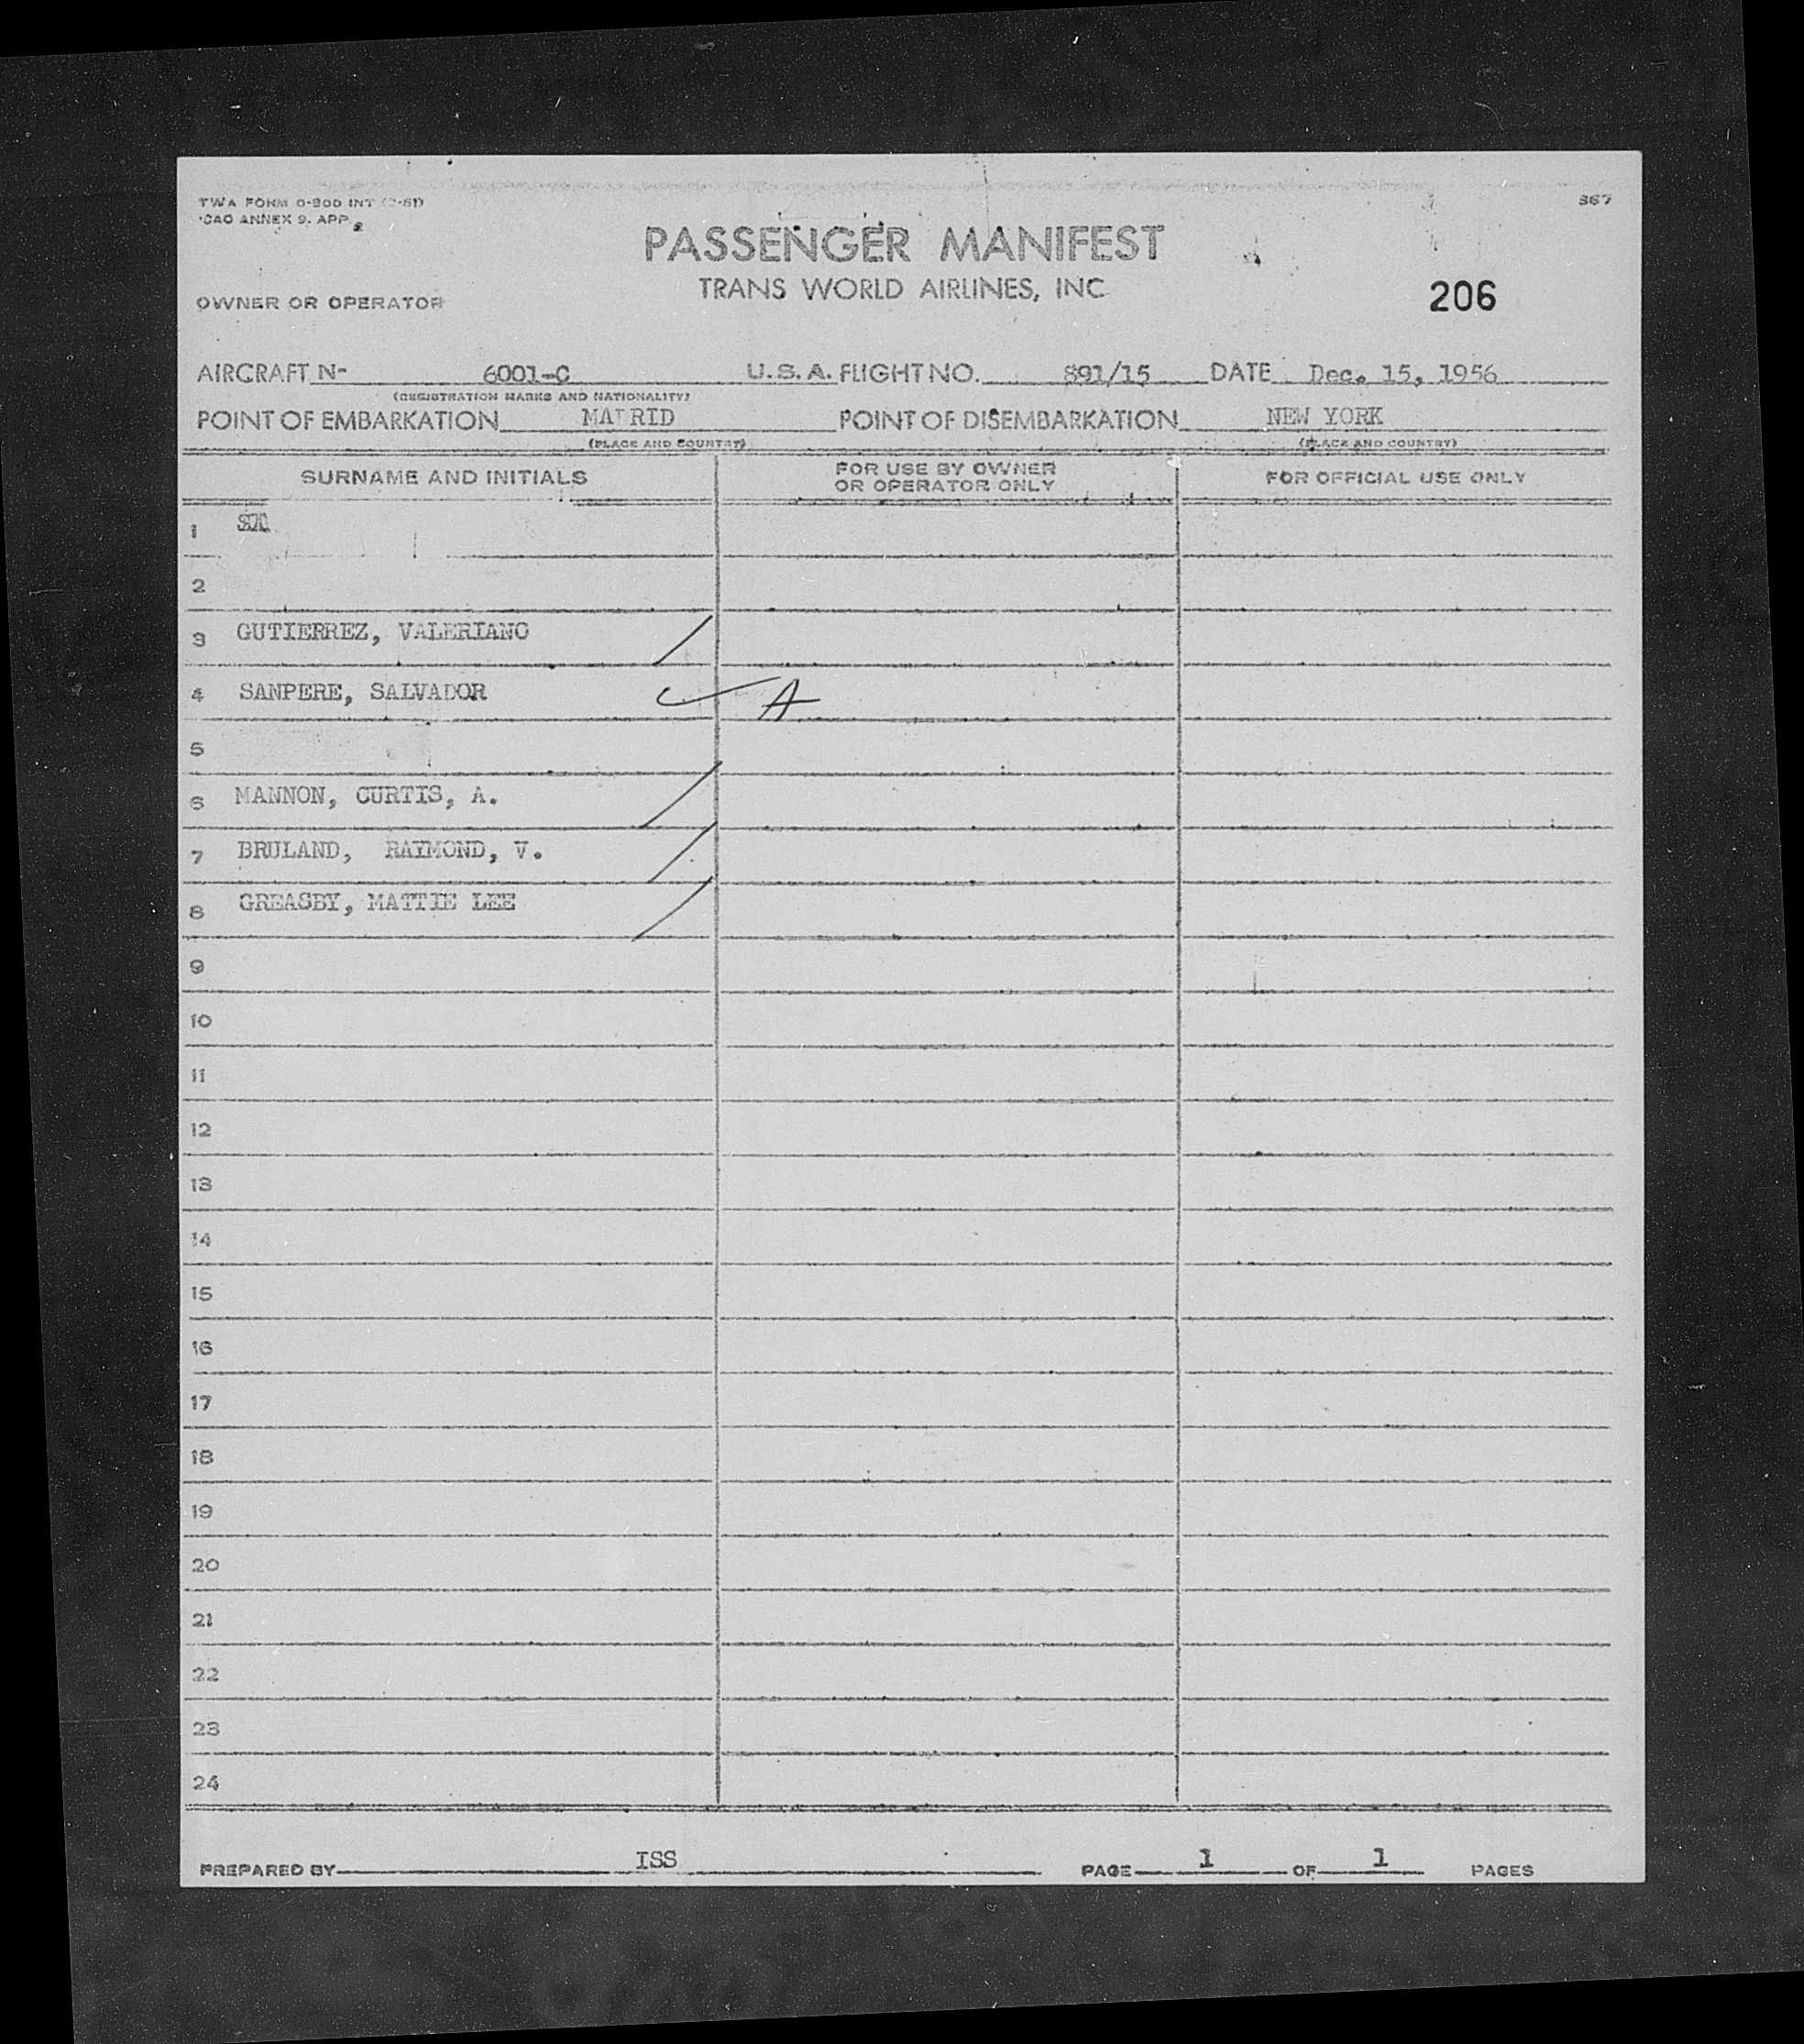 TWA FORM 0-900 INT (2-51)
ICAO ANNEX 9. APP. 2
367
PASSENGER MANIFEST
TRANS WORLD AIRLINES, INC
206
OWNER OR OPERATOR
AIRCRAFT N- 6001-C U.S.A. FLIGHT NO. 891/15 DATE Dec. 15, 1956
(REGISTRATION MARKS AND NATIONALITY)
POINT OF EMBARKATION MADRID POINT OF DISEMBARKATION NEW YORK
(PLACE AND COUNTRY) (PLACE AND COUNTRY)
SURNAME AND INITIALS FOR USE BY OWNER OR OPERATOR ONLY FOR OFFICIAL USE ONLY
1
2
3 GUTIERREZ, VALERIANO
4 SANPERE, SALVADOR A
5
6 MANNON, CURTIS, A.
7 BRULAND, RAYMOND, V.
8 GREASBY, MATTIE LEE
9
10
11
12
13
14
15
16
17
18
19
20
21
22
23
24
PREPARED BY ISS PAGE 1 OF 1 PAGES